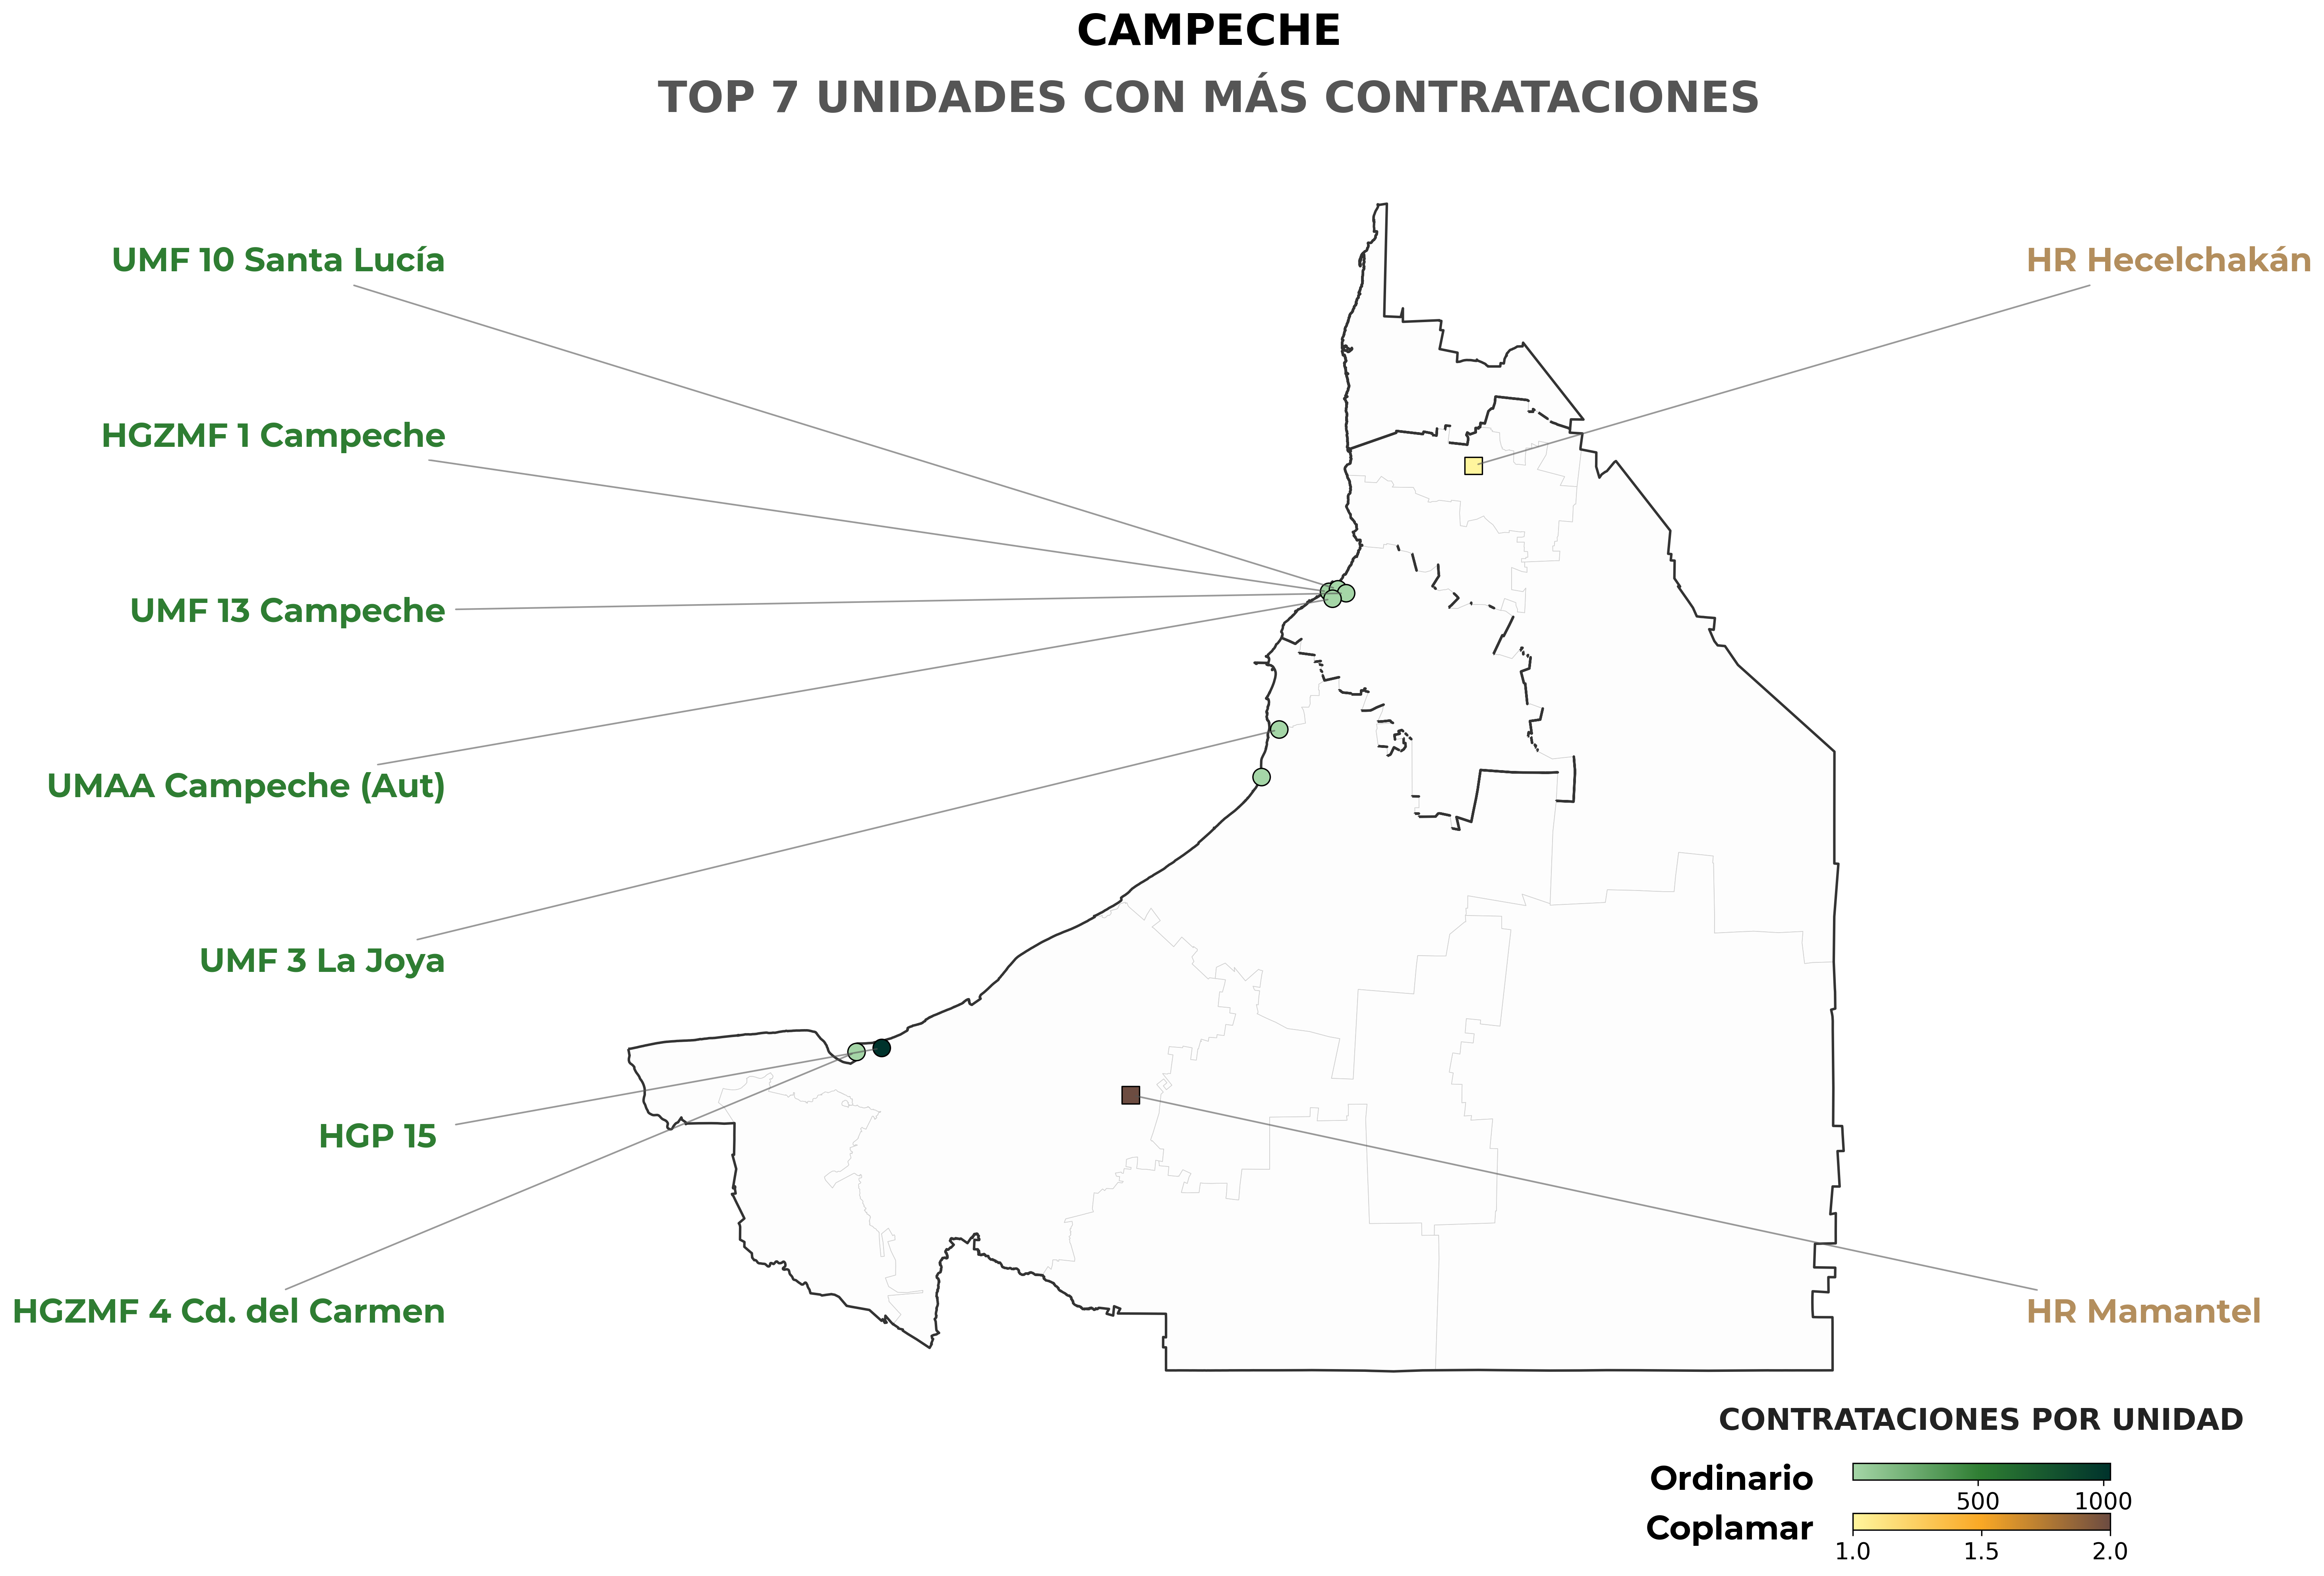 CAMPECHE
TOP 7 UNIDADES CON MÁS CONTRATACIONES
UMF 10 Santa Lucía
HGZMF 1 Campeche
UMF 13 Campeche
UMAA Campeche (Aut)
UMF 3 La Joya
HGP 15
HGZMF 4 Cd. del Carmen
HR Hecelchakán
HR Mamantel
CONTRATACIONES POR UNIDAD
Ordinario
500 1000
Coplamar
1.0 1.5 2.0